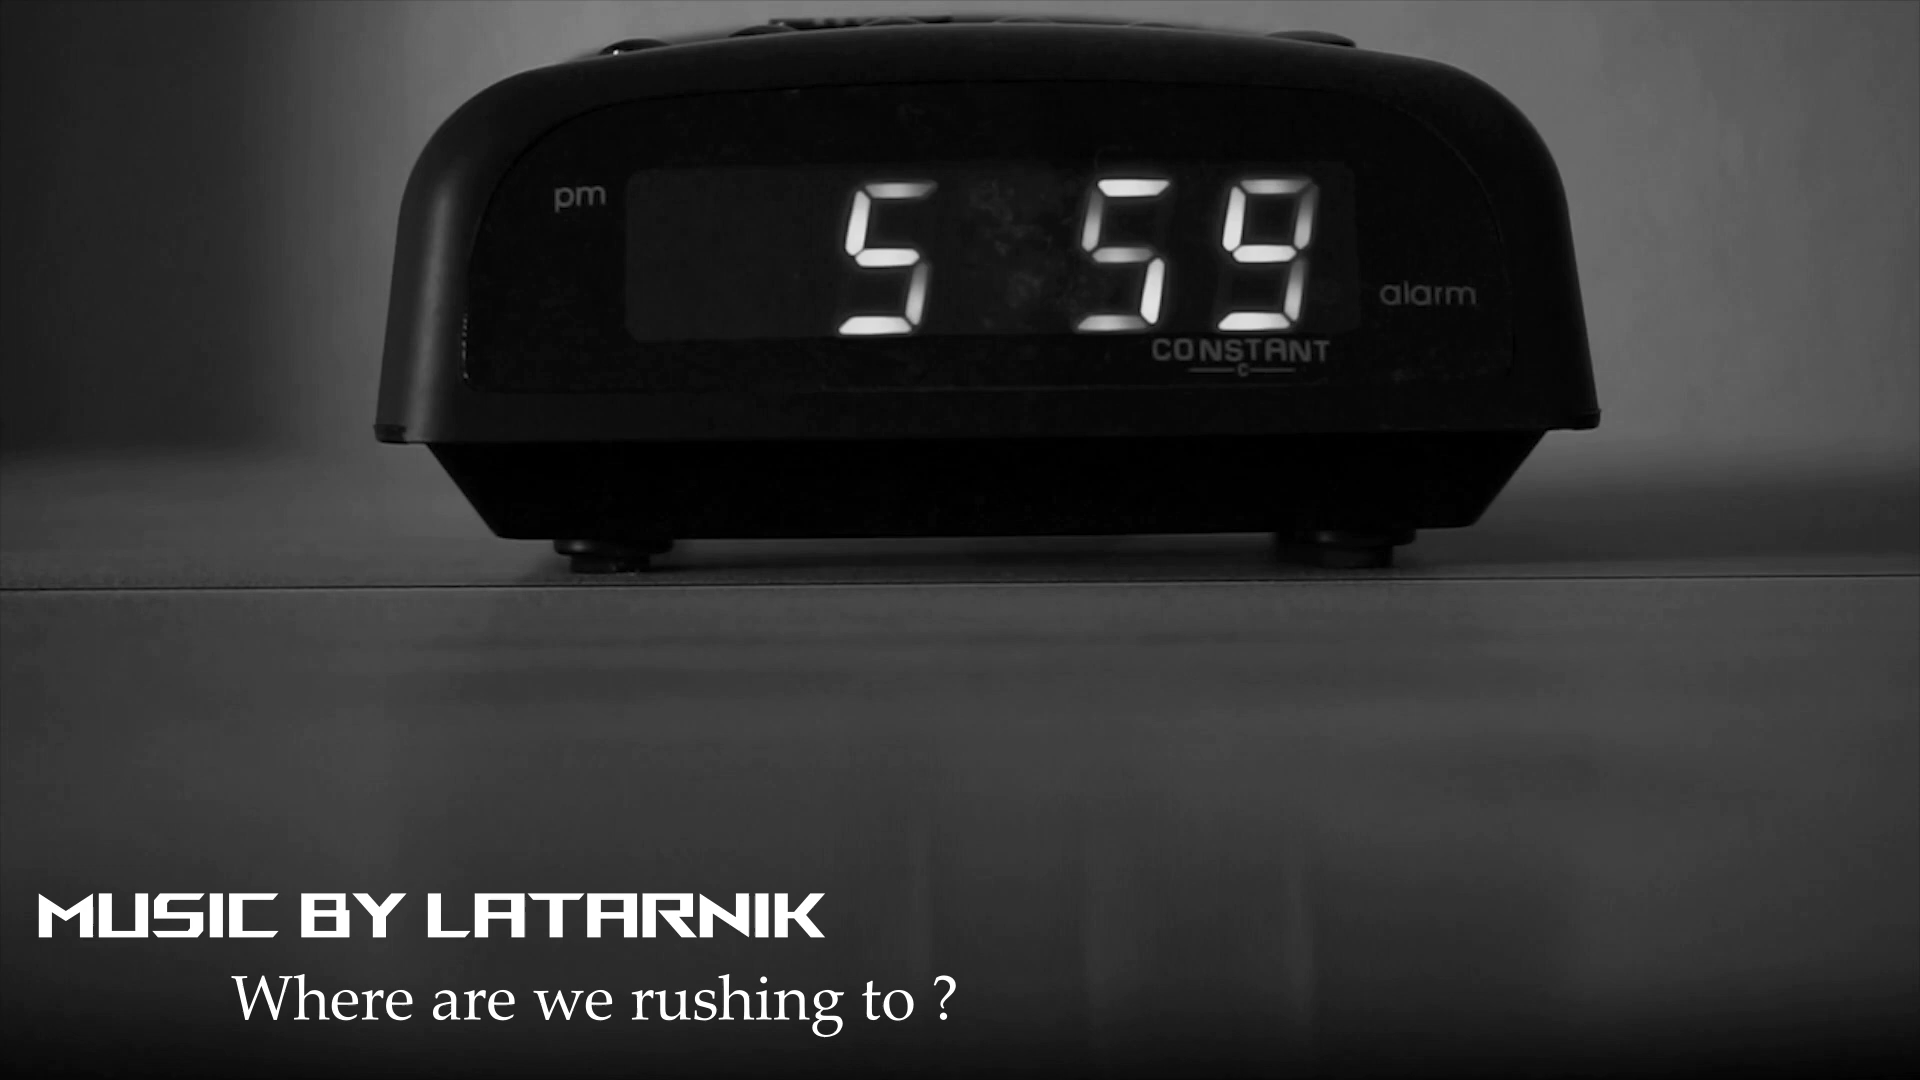 pm
5 59
alarm
CONSTANT
C
MUSIC BY LATARNIK
Where are we rushing to ?